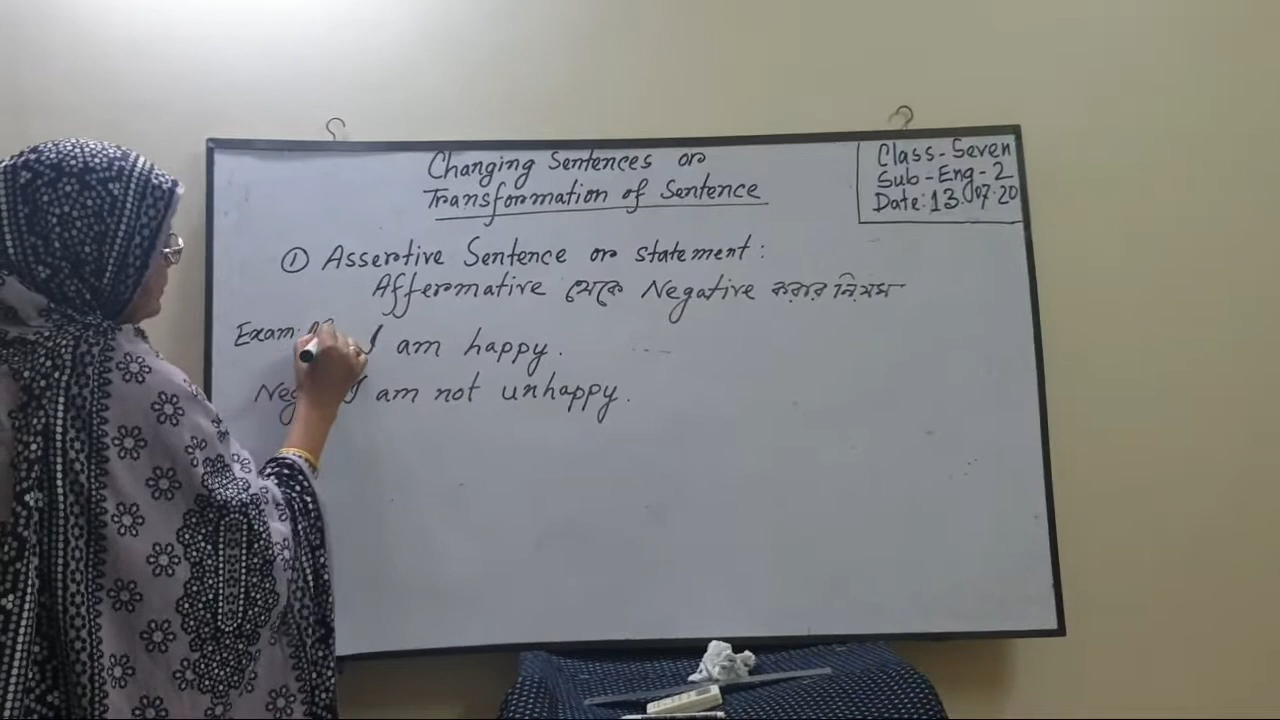 Changing Sentences or
Transformation of Sentence
Class-Seven
Sub-Eng-2
Date: 13.07.20
① Assertive Sentence or statement:
Affermative থেকে Negative করার নিয়ম
Exam: I am happy.
Neg I am not unhappy.